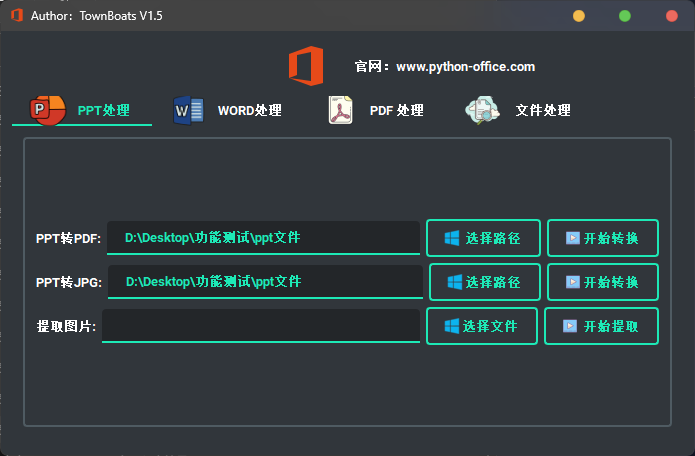 Author: TownBoats V1.5
官网：www.python-office.com
PPT处理 WORD处理 PDF 处理 文件处理
PPT转PDF: D:\Desktop\功能测试\ppt文件 选择路径 开始转换
PPT转JPG: D:\Desktop\功能测试\ppt文件 选择路径 开始转换
提取图片: 选择文件 开始提取